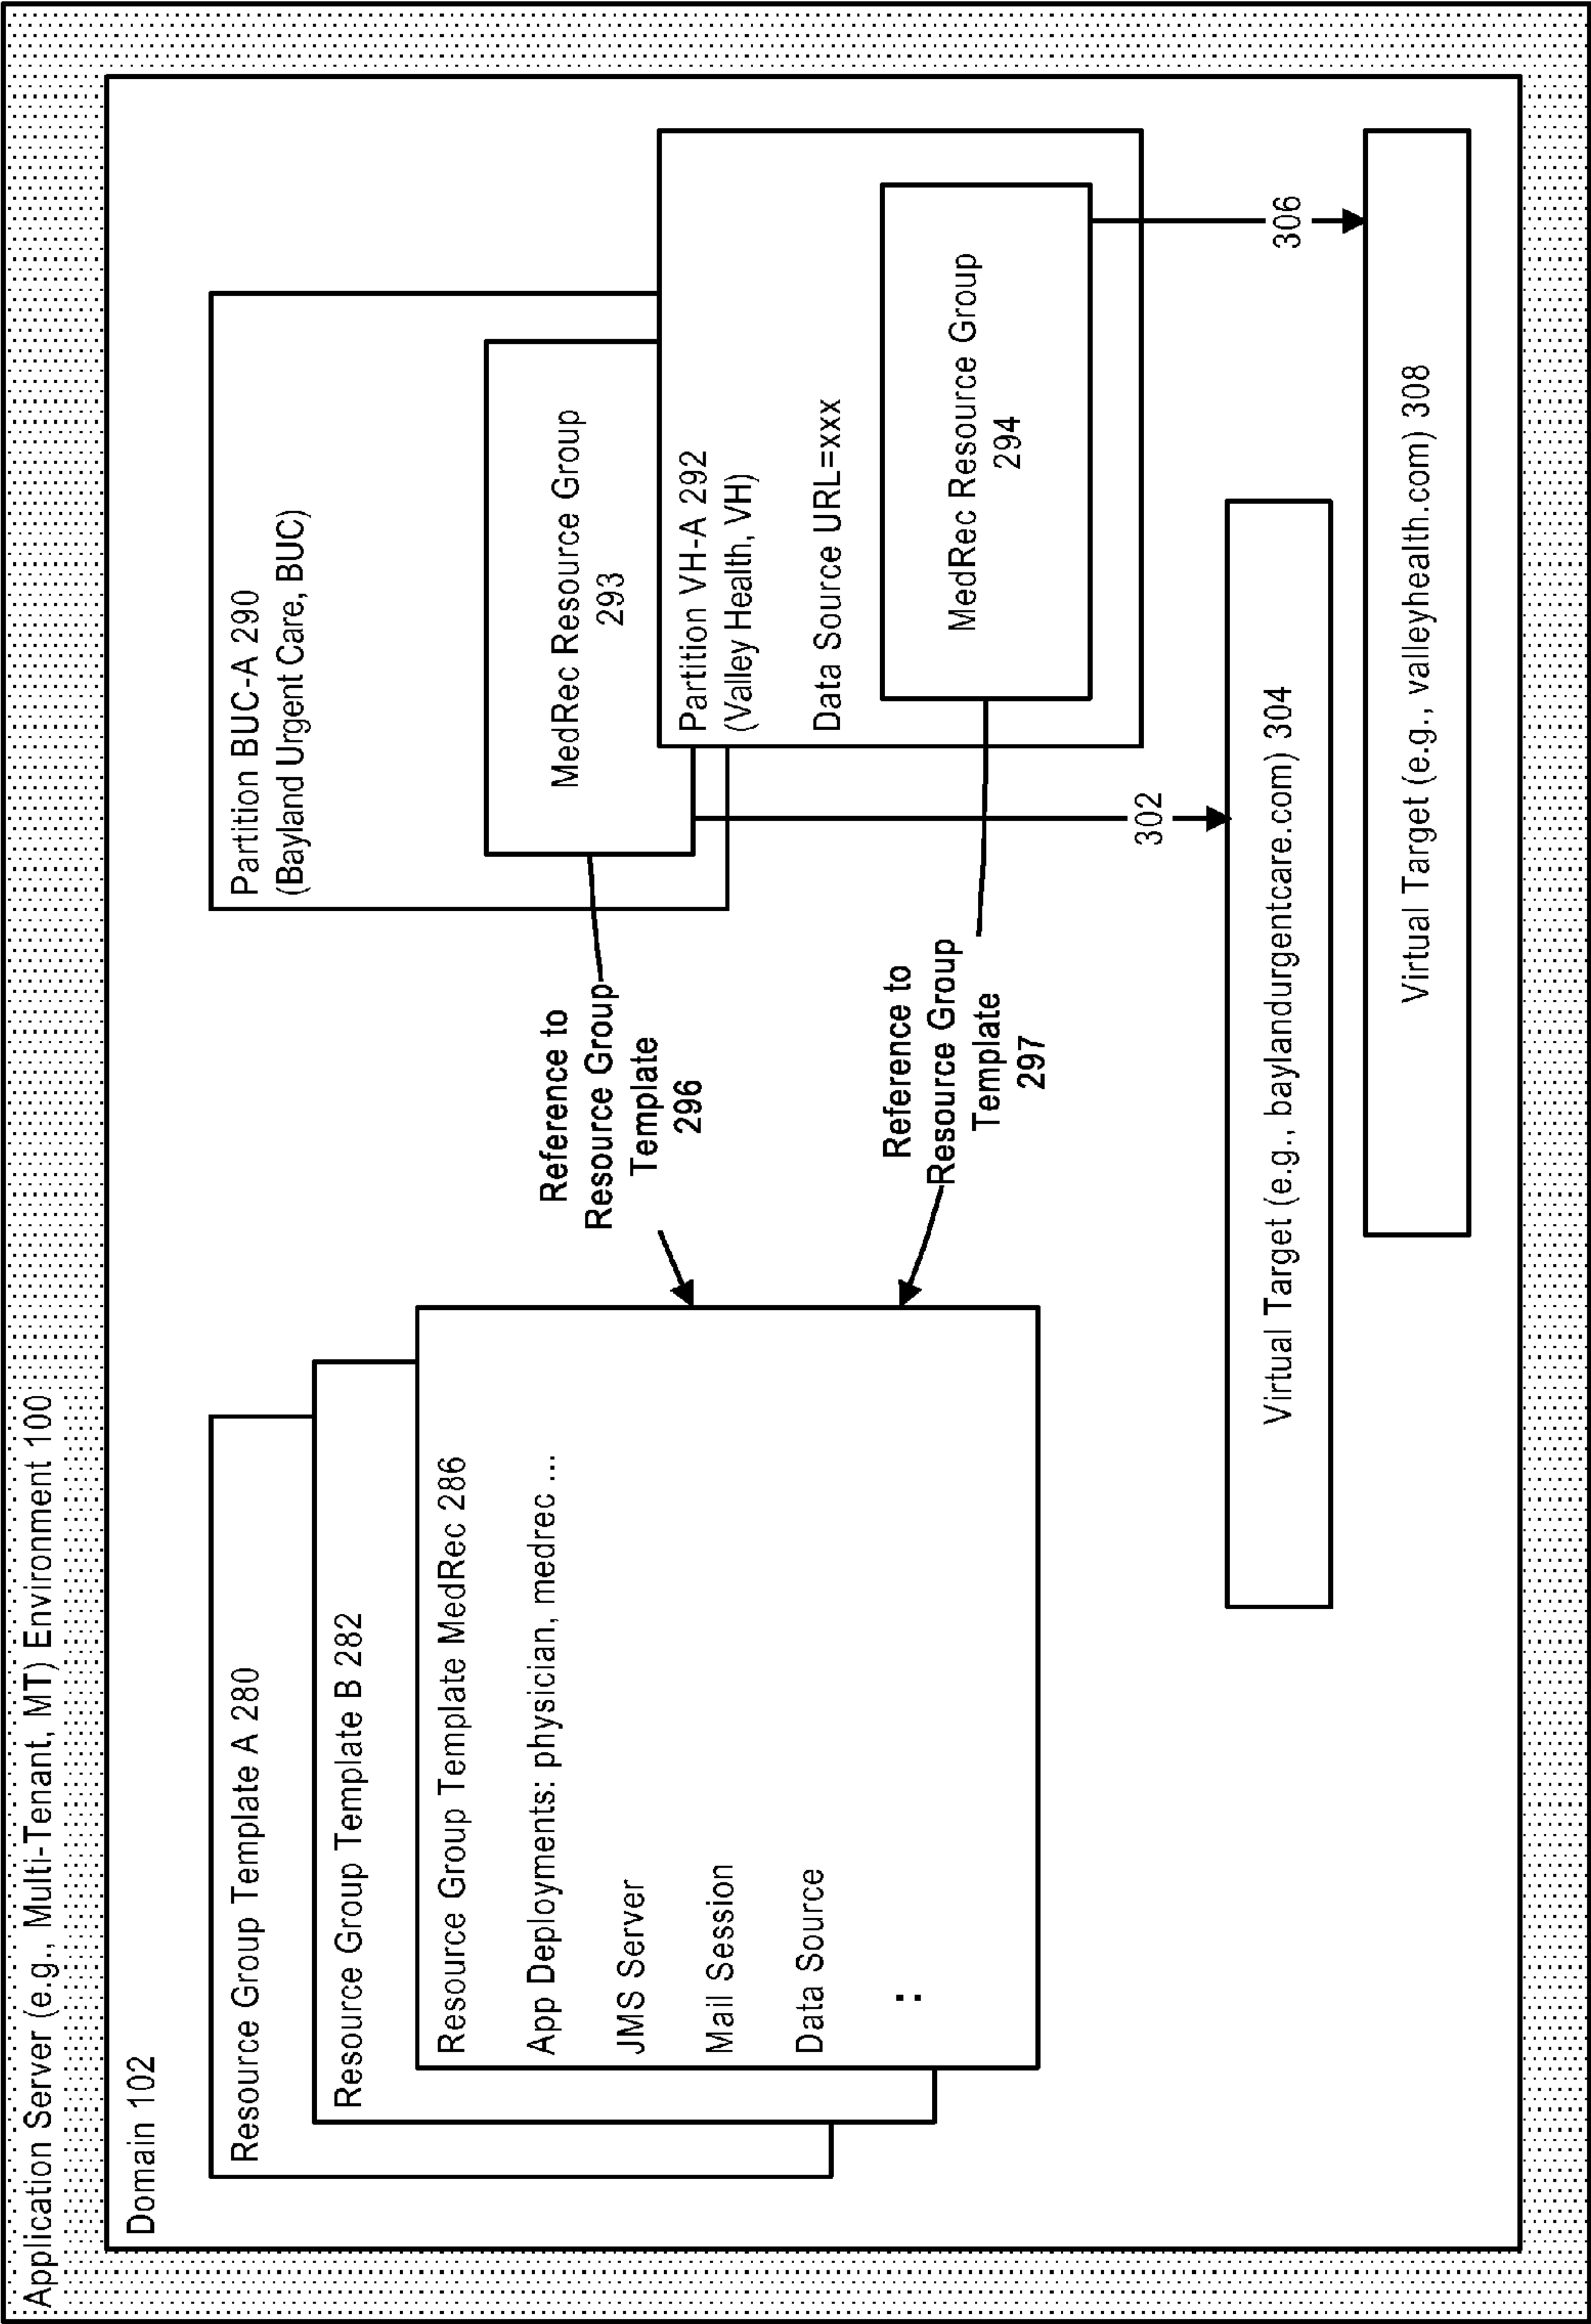 Application Server (e.g., Multi-Tenant, MT) Environment 100
Domain 102
Resource Group Template A 280
Resource Group Template B 282
Resource Group Template MedRec 286
App Deployments: physician, medrec ...
JMS Server
Mail Session
Data Source
:
Reference to
Resource Group
Template
296
Reference to
Resource Group
Template
297
Partition BUC-A 290
(Bayland Urgent Care, BUC)
MedRec Resource Group
293
Partition VH-A 292
(Valley Health, VH)
Data Source URL=xxx
MedRec Resource Group
294
302
306
Virtual Target (e.g., baylandurgentcare.com) 304
Virtual Target (e.g., valleyhealth.com) 308